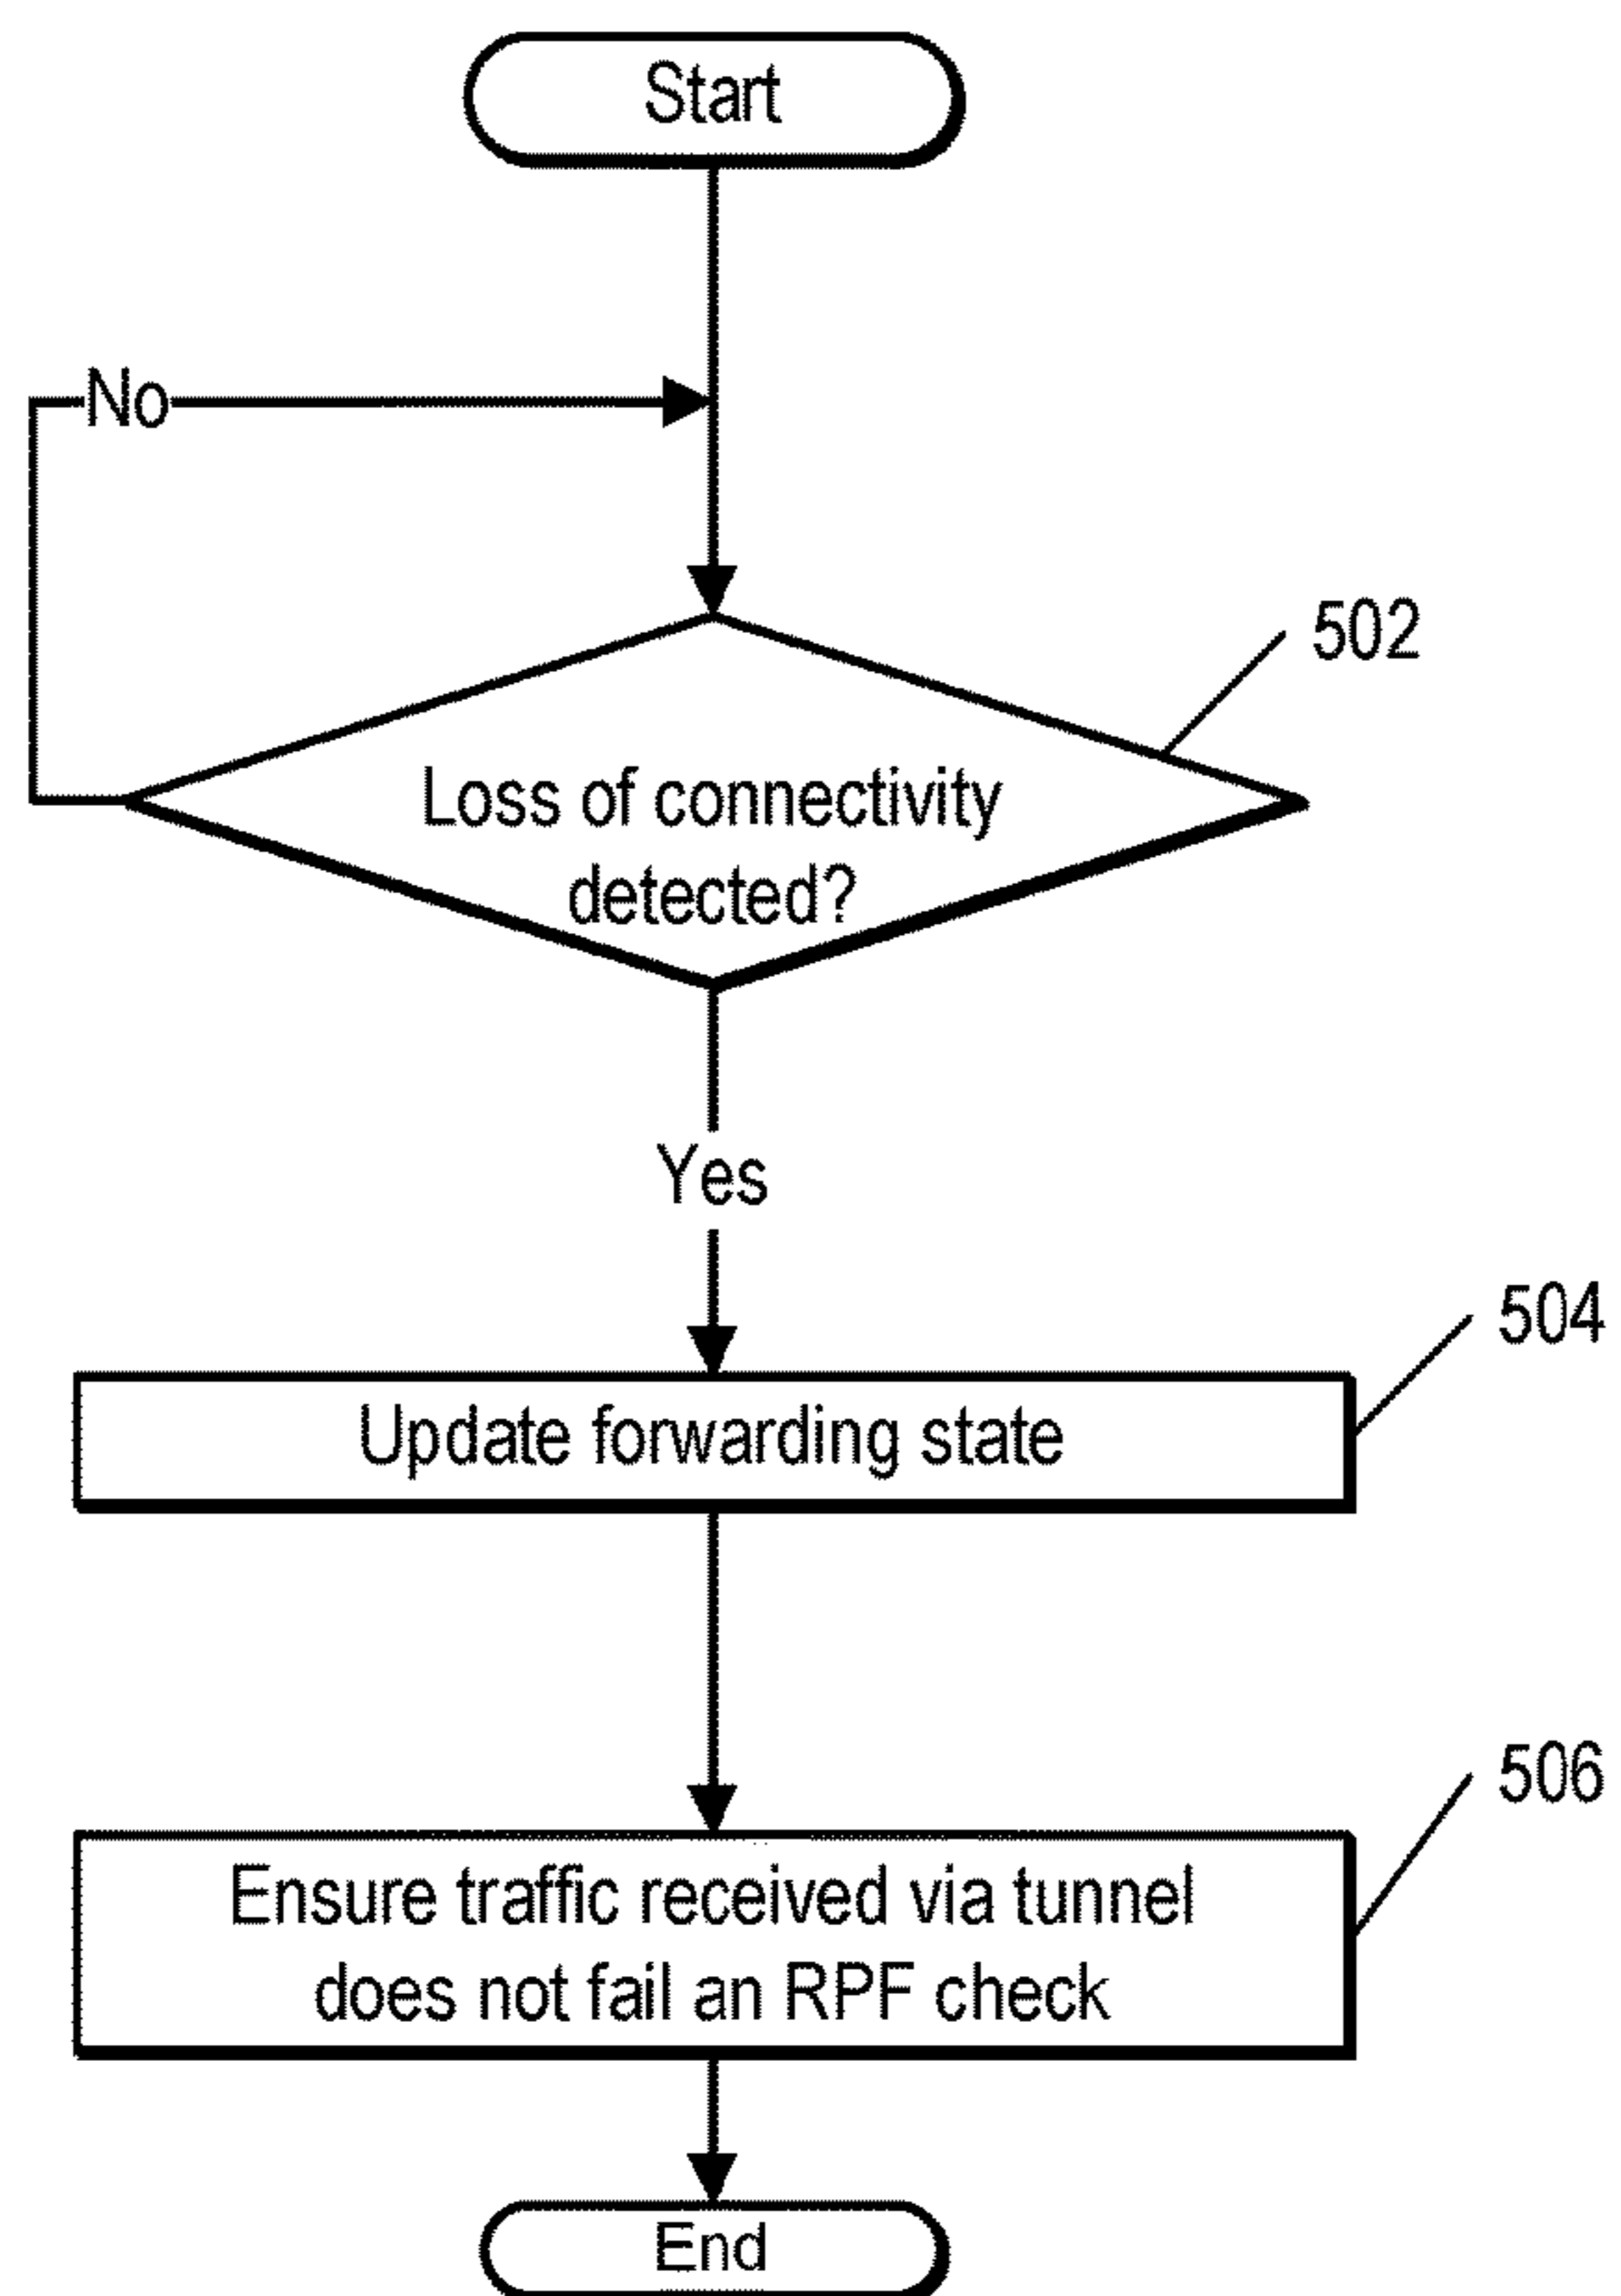 Start
No
502
Loss of connectivity
detected?
Yes
504
Update forwarding state
506
Ensure traffic received via tunnel
does not fail an RPF check
End